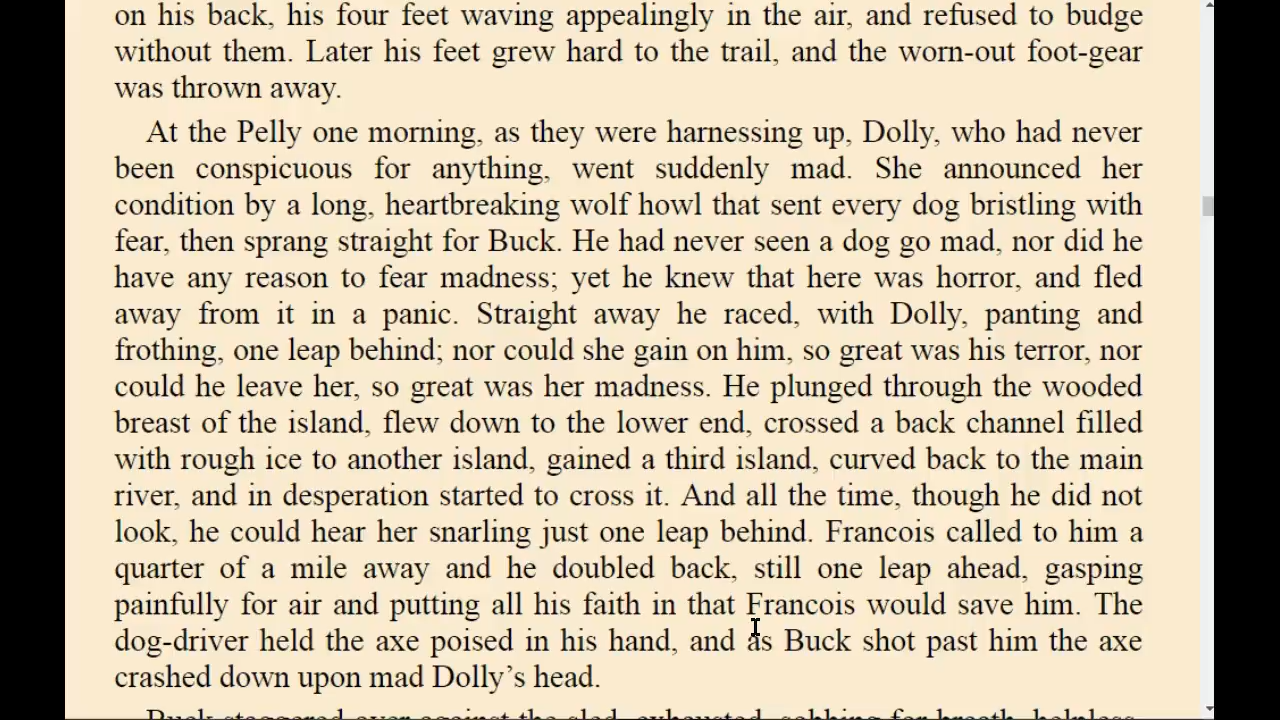 on his back, his four feet waving appealingly in the air, and refused to budge
without them. Later his feet grew hard to the trail, and the worn-out foot-gear
was thrown away.
At the Pelly one morning, as they were harnessing up, Dolly, who had never
been conspicuous for anything, went suddenly mad. She announced her
condition by a long, heartbreaking wolf howl that sent every dog bristling with
fear, then sprang straight for Buck. He had never seen a dog go mad, nor did he
have any reason to fear madness; yet he knew that here was horror, and fled
away from it in a panic. Straight away he raced, with Dolly, panting and
frothing, one leap behind; nor could she gain on him, so great was his terror, nor
could he leave her, so great was her madness. He plunged through the wooded
breast of the island, flew down to the lower end, crossed a back channel filled
with rough ice to another island, gained a third island, curved back to the main
river, and in desperation started to cross it. And all the time, though he did not
look, he could hear her snarling just one leap behind. Francois called to him a
quarter of a mile away and he doubled back, still one leap ahead, gasping
painfully for air and putting all his faith in that Francois would save him. The
dog-driver held the axe poised in his hand, and as Buck shot past him the axe
crashed down upon mad Dolly’s head.
Buck staggered over against the sled, exhausted, sobbing for breath, helpless.